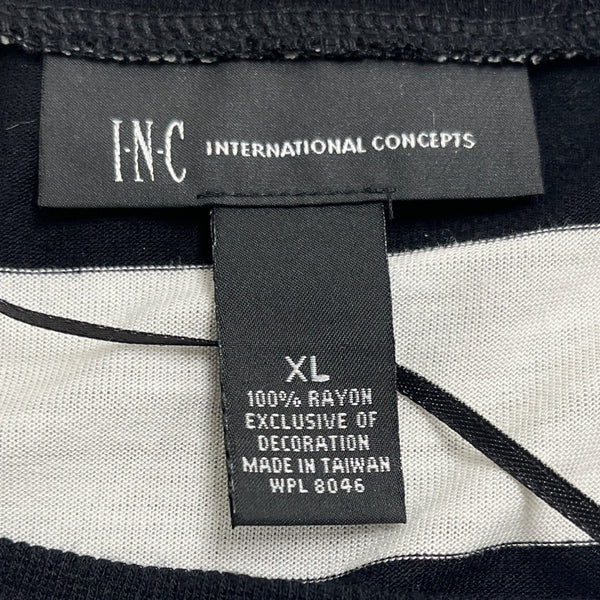 I·N·C INTERNATIONAL CONCEPTS
XL
100% RAYON
EXCLUSIVE OF
DECORATION
MADE IN TAIWAN
WPL 8046